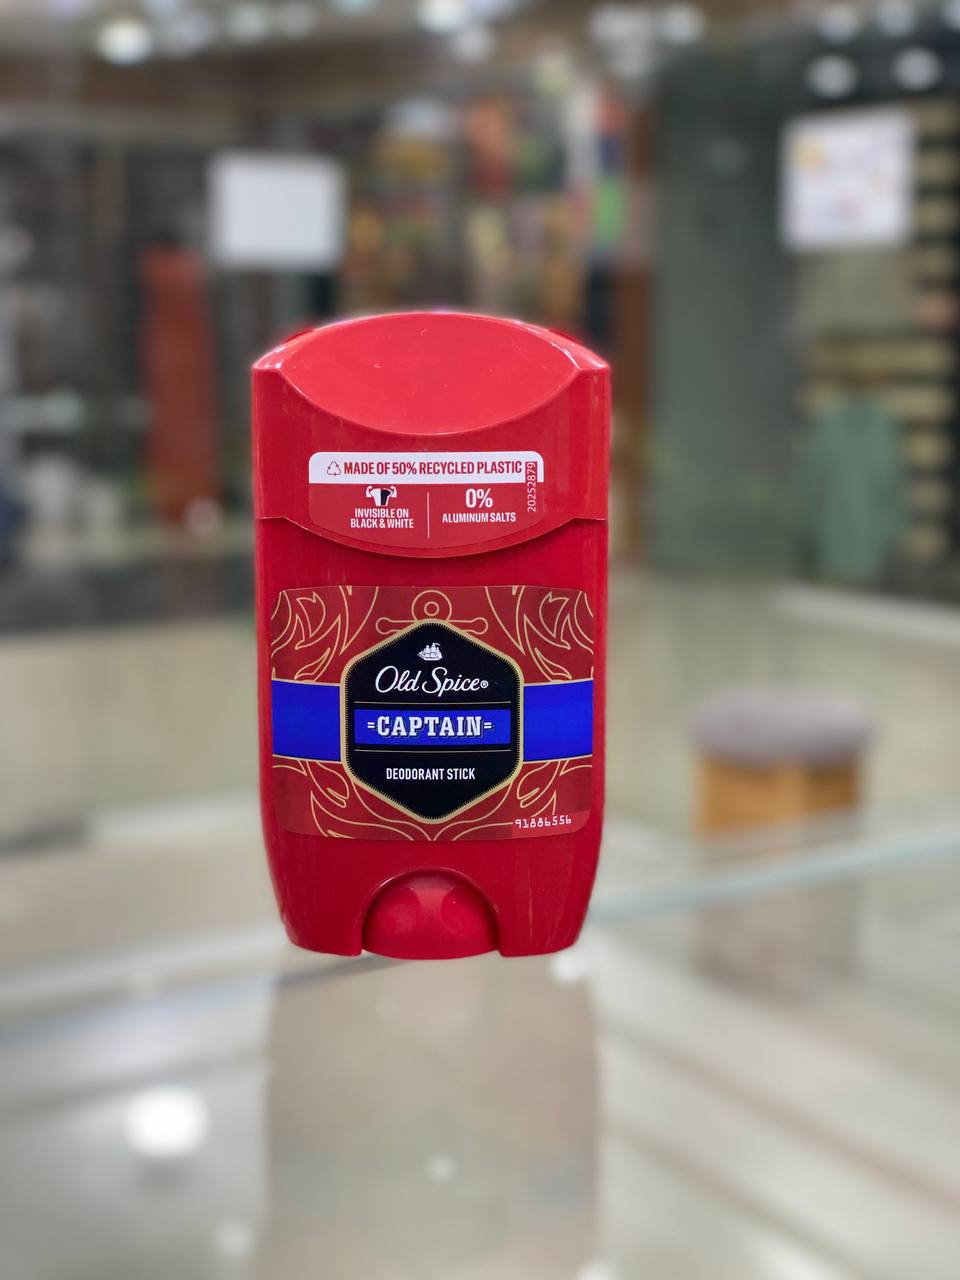 MADE OF 50% RECYCLED PLASTIC
20252879
INVISIBLE ON
BLACK & WHITE
0%
ALUMINUM SALTS
Old Spice®
=CAPTAIN=
DEODORANT STICK
91886556